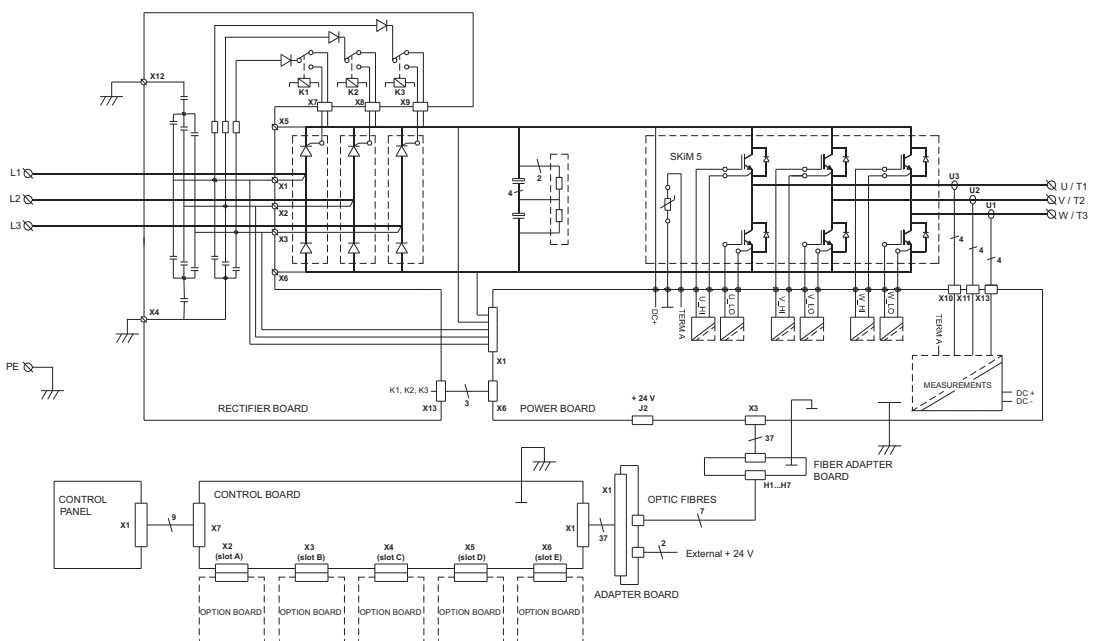 X12
K1
K2
K3
X7
X8
X9
X5
SKiM 5
L1
L2
L3
X1
X2
X3
X6
X4
PE
2
4
U3
U2
U1
U / T1
V / T2
W / T3
4
4
4
X10
X11
X13
DC+
TERM A
U_HI
U_LO
V_HI
V_LO
W_HI
W_LO
TERM A
MEASUREMENTS
DC +
DC -
X1
K1, K2, K3
3
X13
X6
RECTIFIER BOARD
POWER BOARD
+ 24 V
J2
X3
37
FIBER ADAPTER
BOARD
H1...H7
CONTROL
PANEL
X1
9
X7
CONTROL BOARD
X1
37
X1
OPTIC FIBRES
7
2
External + 24 V
ADAPTER BOARD
X2
(slot A)
X3
(slot B)
X4
(slot C)
X5
(slot D)
X6
(slot E)
OPTION BOARD
OPTION BOARD
OPTION BOARD
OPTION BOARD
OPTION BOARD